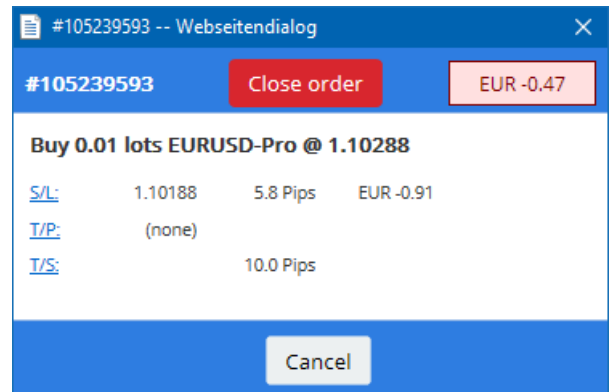 #105239593 -- Webseitendialog
#105239593 Close order EUR -0.47
Buy 0.01 lots EURUSD-Pro @ 1.10288
S/L: 1.10188 5.8 Pips EUR -0.91
T/P: (none)
T/S: 10.0 Pips
Cancel